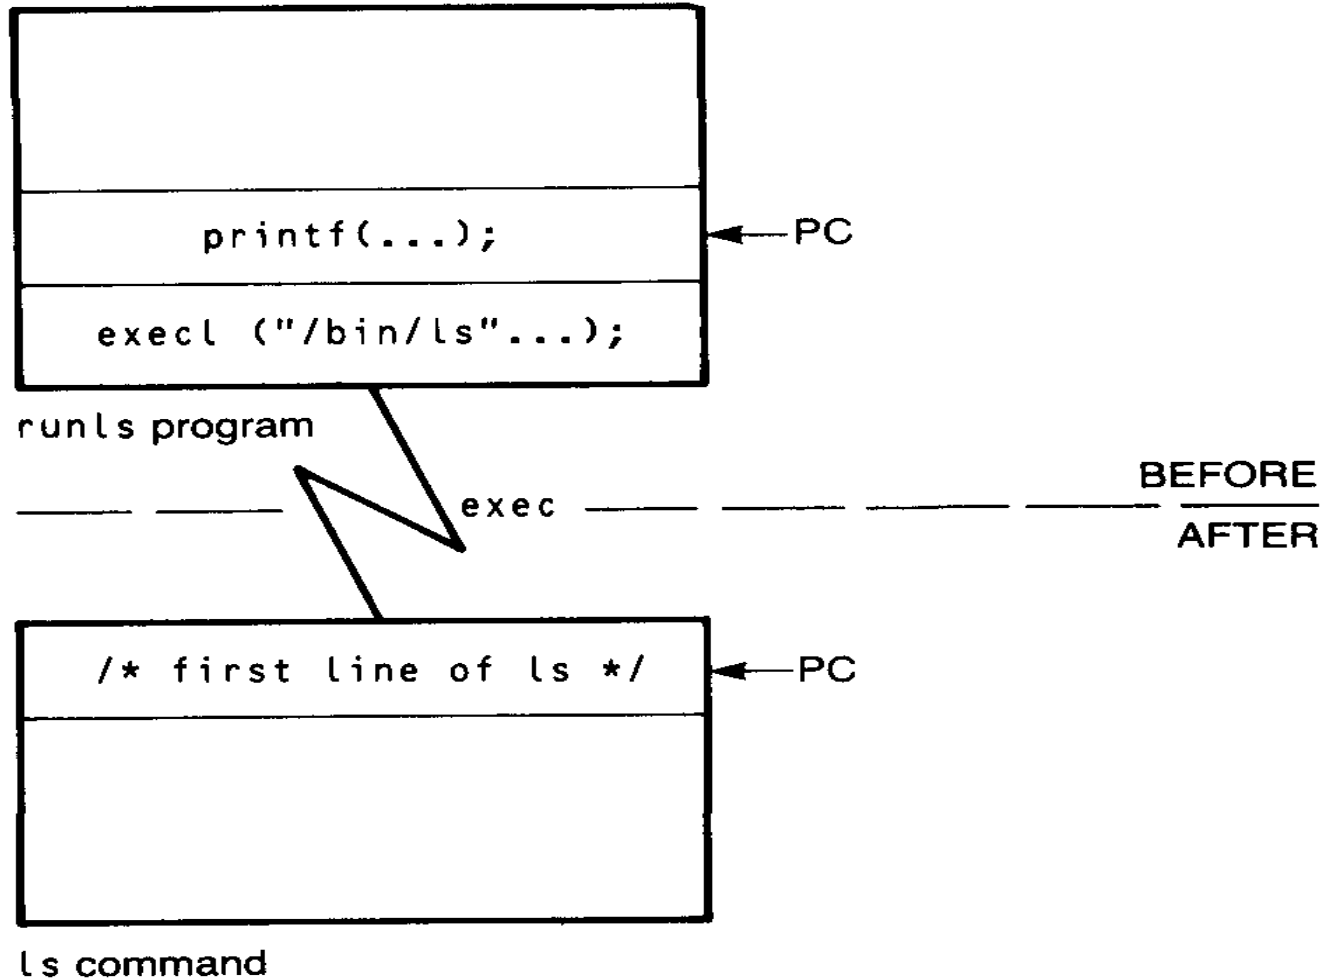 printf(...);
PC
execl ("/bin/ls"...);
runls program
BEFORE
exec
AFTER
/* first line of ls */
PC
ls command